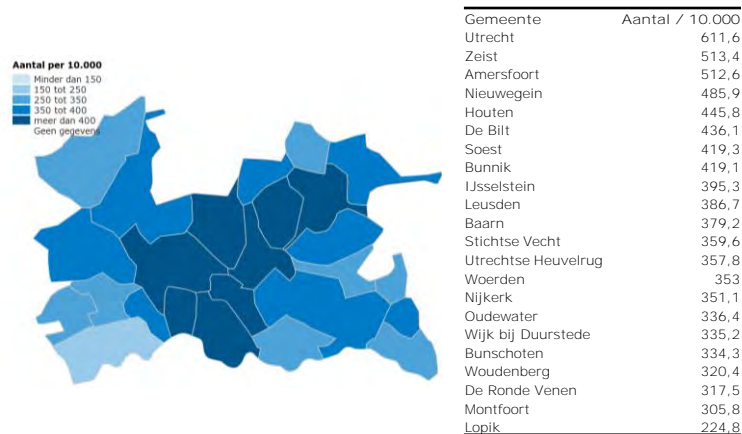 Aantal per 10.000
Minder dan 150
150 tot 250
250 tot 350
350 tot 400
meer dan 400
Geen gegevens
Gemeente Aantal / 10.000
Utrecht 611,6
Zeist 513,4
Amersfoort 512,6
Nieuwegein 485,9
Houten 445,8
De Bilt 436,1
Soest 419,3
Bunnik 419,1
IJsselstein 395,3
Leusden 386,7
Baarn 379,2
Stichtse Vecht 359,6
Utrechtse Heuvelrug 357,8
Woerden 353
Nijkerk 351,1
Oudewater 336,4
Wijk bij Duurstede 335,2
Bunschoten 334,3
Woudenberg 320,4
De Ronde Venen 317,5
Montfoort 305,8
Lopik 224,8